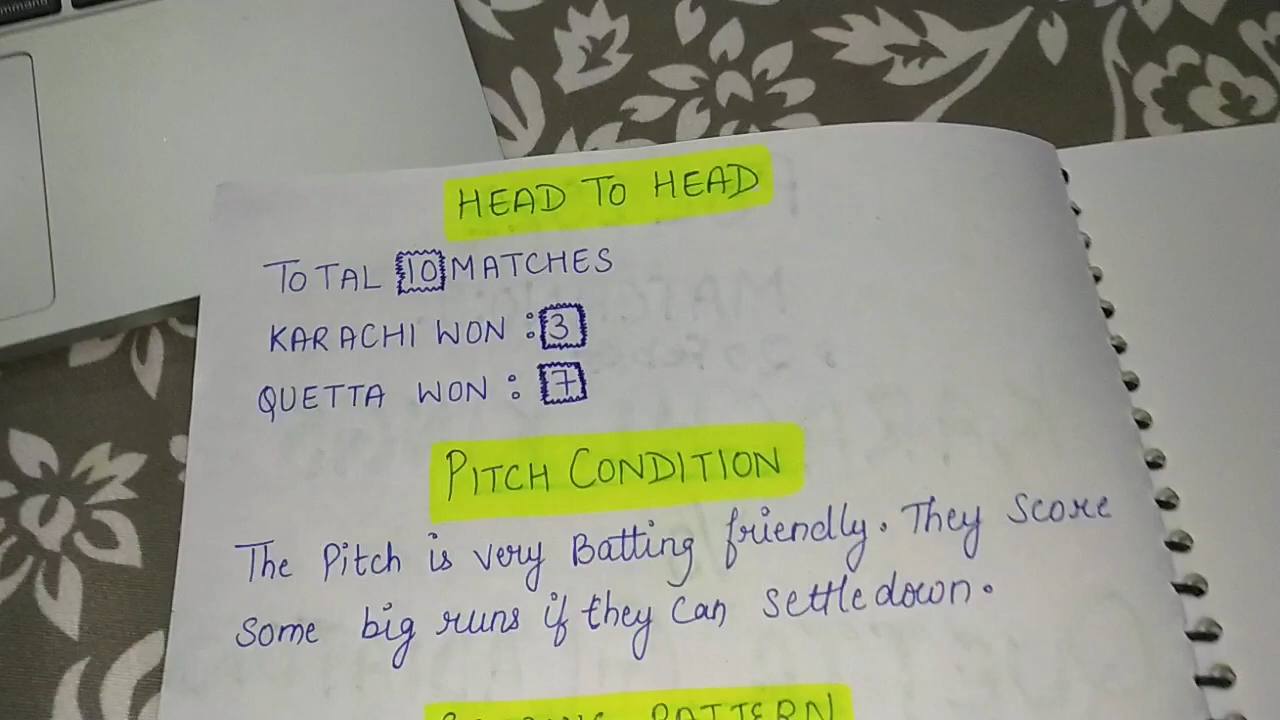 HEAD TO HEAD
TOTAL 10 MATCHES
KARACHI WON : 3
QUETTA WON : 7
PITCH CONDITION
The Pitch is very Batting friendly. They score
some big runs if they can settle down.
PATTERN